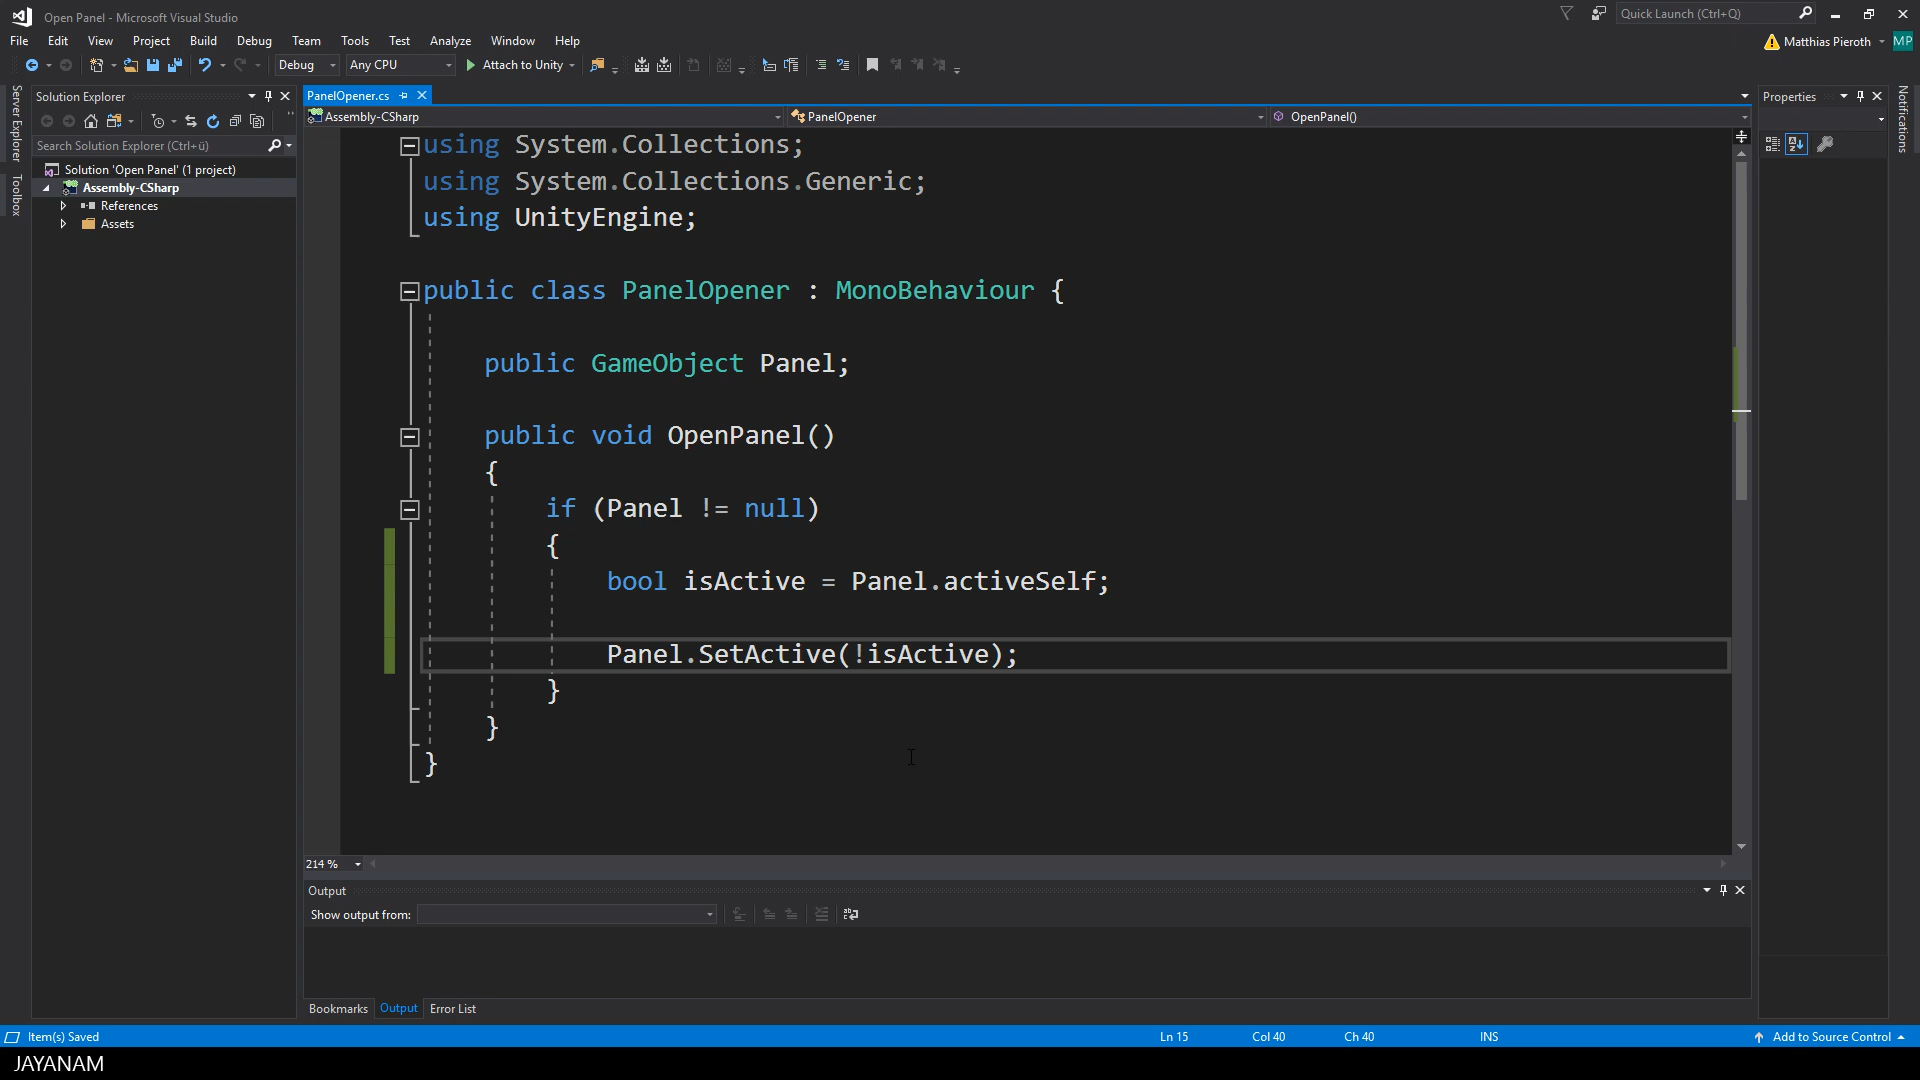 Open Panel - Microsoft Visual Studio
Quick Launch (Ctrl+Q)
File Edit View Project Build Debug Team Tools Test Analyze Window Help
Matthias Pieroth MP
Debug Any CPU Attach to Unity
Server Explorer
Toolbox
Solution Explorer
Search Solution Explorer (Ctrl+ü)
Solution 'Open Panel' (1 project)
Assembly-CSharp
References
Assets
PanelOpener.cs
Assembly-CSharp PanelOpener OpenPanel()
using System.Collections;
using System.Collections.Generic;
using UnityEngine;
public class PanelOpener : MonoBehaviour {
public GameObject Panel;
public void OpenPanel()
{
if (Panel != null)
{
bool isActive = Panel.activeSelf;
Panel.SetActive(!isActive);
}
}
}
214 %
Output
Show output from:
Bookmarks Output Error List
Properties
Notifications
Item(s) Saved Ln 15 Col 40 Ch 40 INS Add to Source Control
JAYANAM